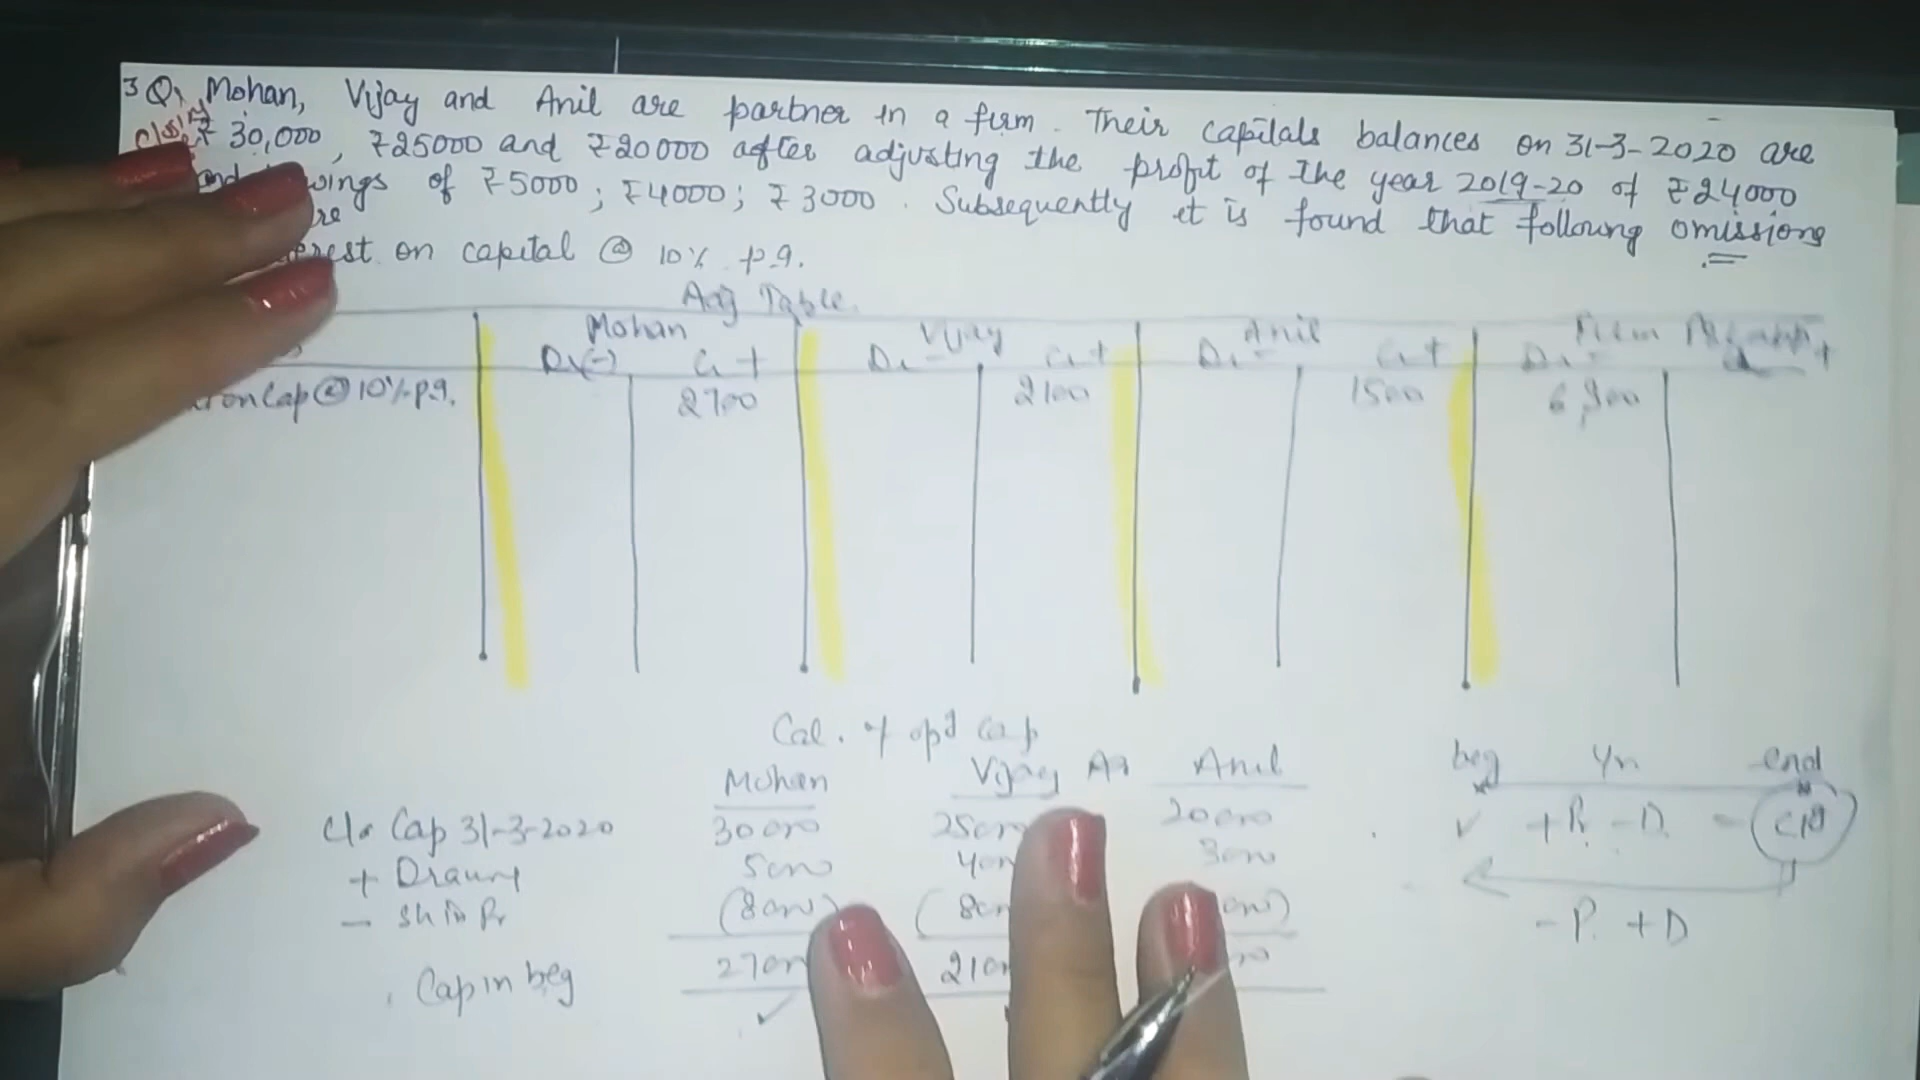 3 Q. Mohan, Vijay and Anil are partner in a firm. Their capitals balances on 31-3-2020 are
₹ 30,000, ₹25000 and ₹20000 after adjusting the profit of the year 2019-20 of ₹24000
of ₹5000; ₹4000; ₹3000. Subsequently it is found that following omissions
on capital @ 10% p.a.
Adj Table.
Mohan Vijay Anil Firm
Dr(-) Cr + Dr - Cr + Dr - Cr + Dr - +
on Cap @ 10% p.a. 2700 2100 1500 6,300
Cal. of opg Cap
Mohan Vijay Anil beg Yr end
Clo Cap 31-3-2020 30000 20000 + Pr. - D =
+ Drawing 5000 3000
- Sh in Pr (8000) - P. + D
Cap in beg